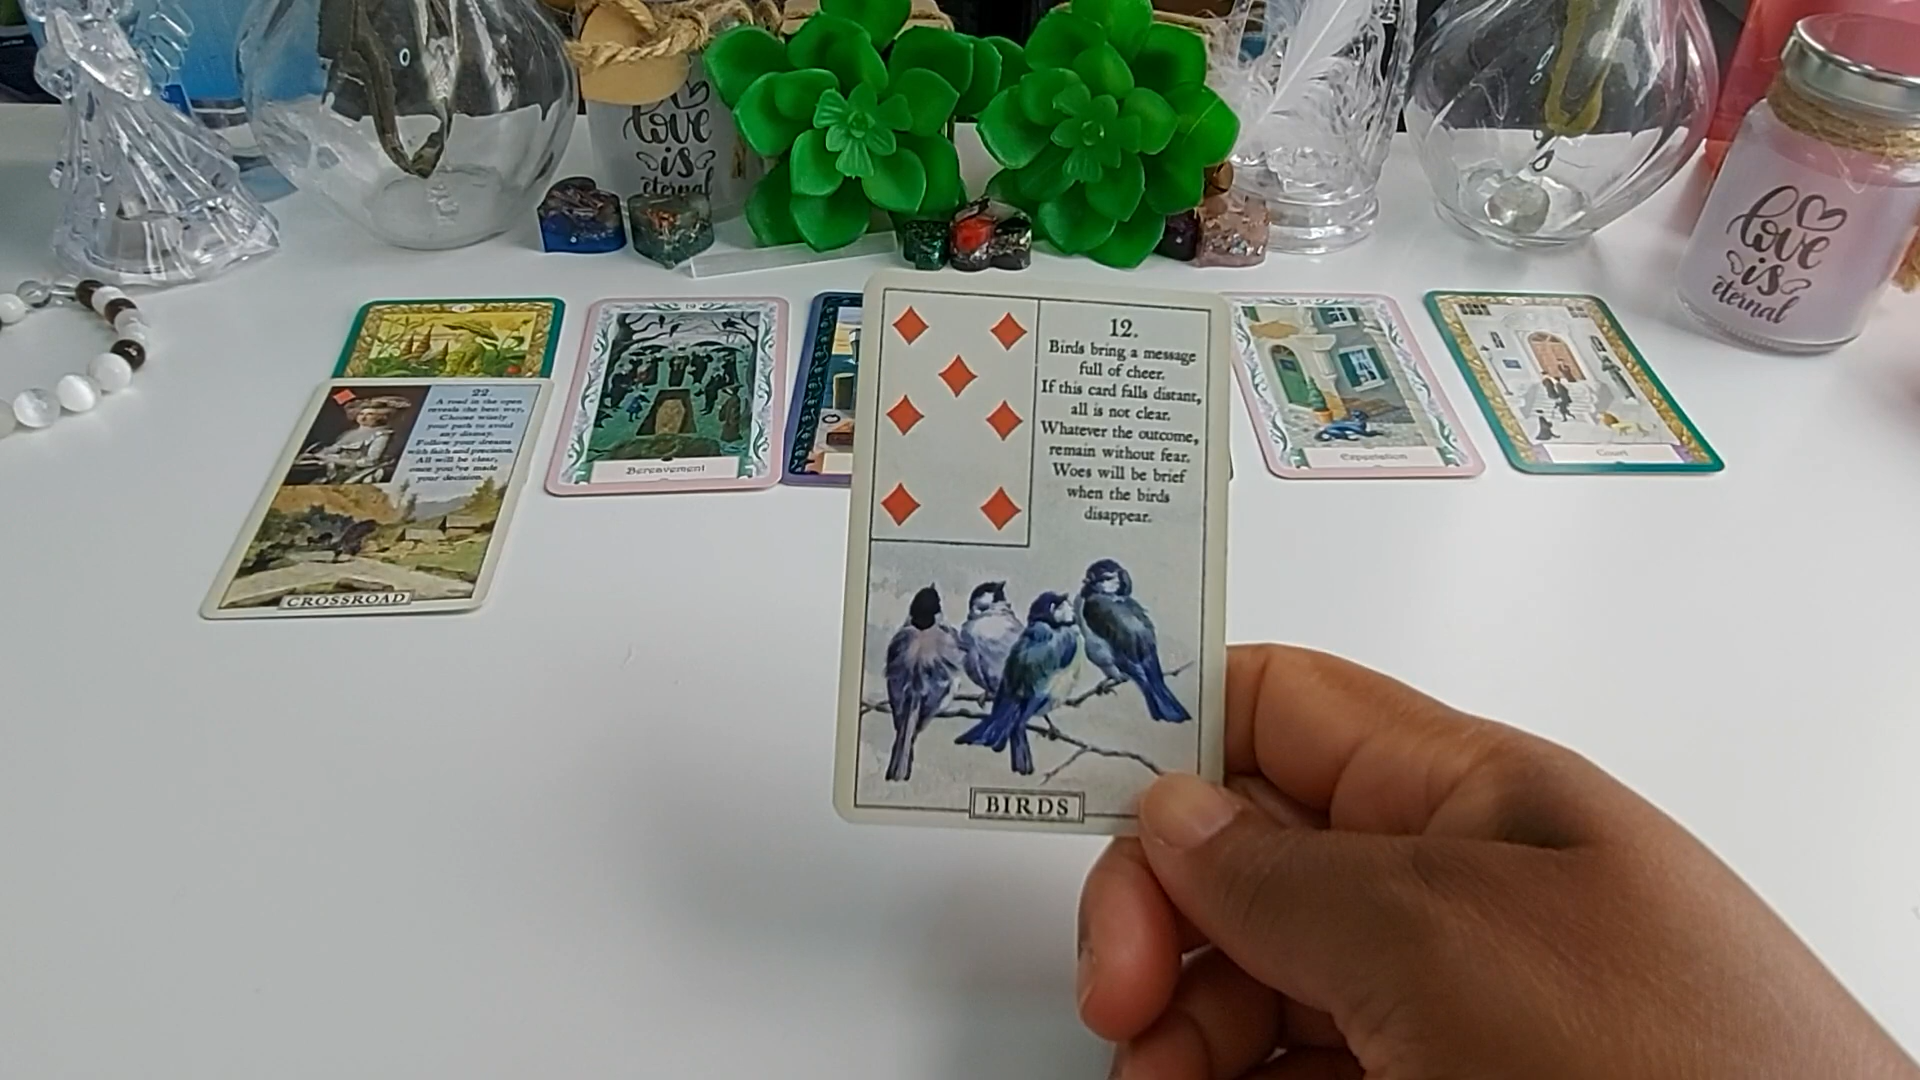 love
is
eternal
love
is
eternal
12.
Birds bring a message
full of cheer.
If this card falls distant,
all is not clear.
Whatever the outcome,
remain without fear.
Woes will be brief
when the birds
disappear.
BIRDS
22.
A road in the open
reveals the best way,
Choose wisely
your path to avoid
any dismay.
Follow your dreams
with faith and precision.
All will be clear,
once you've made
your decision.
CROSSROAD
19
Bereavement
Expectation
Court